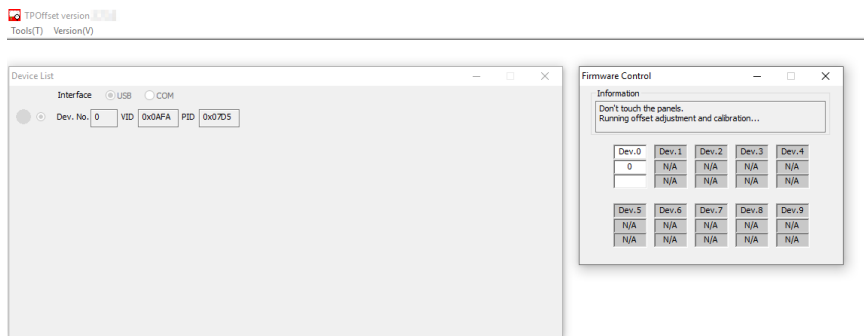 TPOffset version
Tools(T) Version(V)
Device List
Interface USB COM
Dev. No. 0 VID 0x0AFA PID 0x07D5
Firmware Control
Information
Don't touch the panels.
Running offset adjustment and calibration...
Dev.0 Dev.1 Dev.2 Dev.3 Dev.4
0 N/A N/A N/A N/A
N/A N/A N/A N/A
Dev.5 Dev.6 Dev.7 Dev.8 Dev.9
N/A N/A N/A N/A N/A
N/A N/A N/A N/A N/A